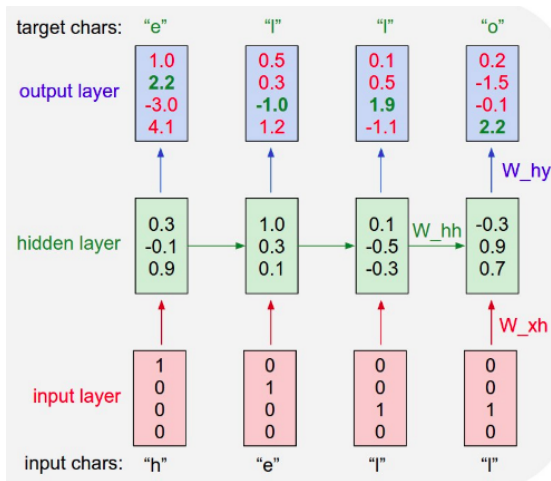 target chars: “e” “l” “l” “o”
1.0 0.5 0.1 0.2
2.2 0.3 0.5 -1.5
output layer -3.0 -1.0 1.9 -0.1
4.1 1.2 -1.1 2.2
W_hy
0.3 1.0 0.1 W_hh -0.3
hidden layer -0.1 0.3 -0.5 0.9
0.9 0.1 -0.3 0.7
W_xh
1 0 0 0
0 1 0 0
input layer 0 0 1 1
0 0 0 0
input chars: “h” “e” “l” “l”